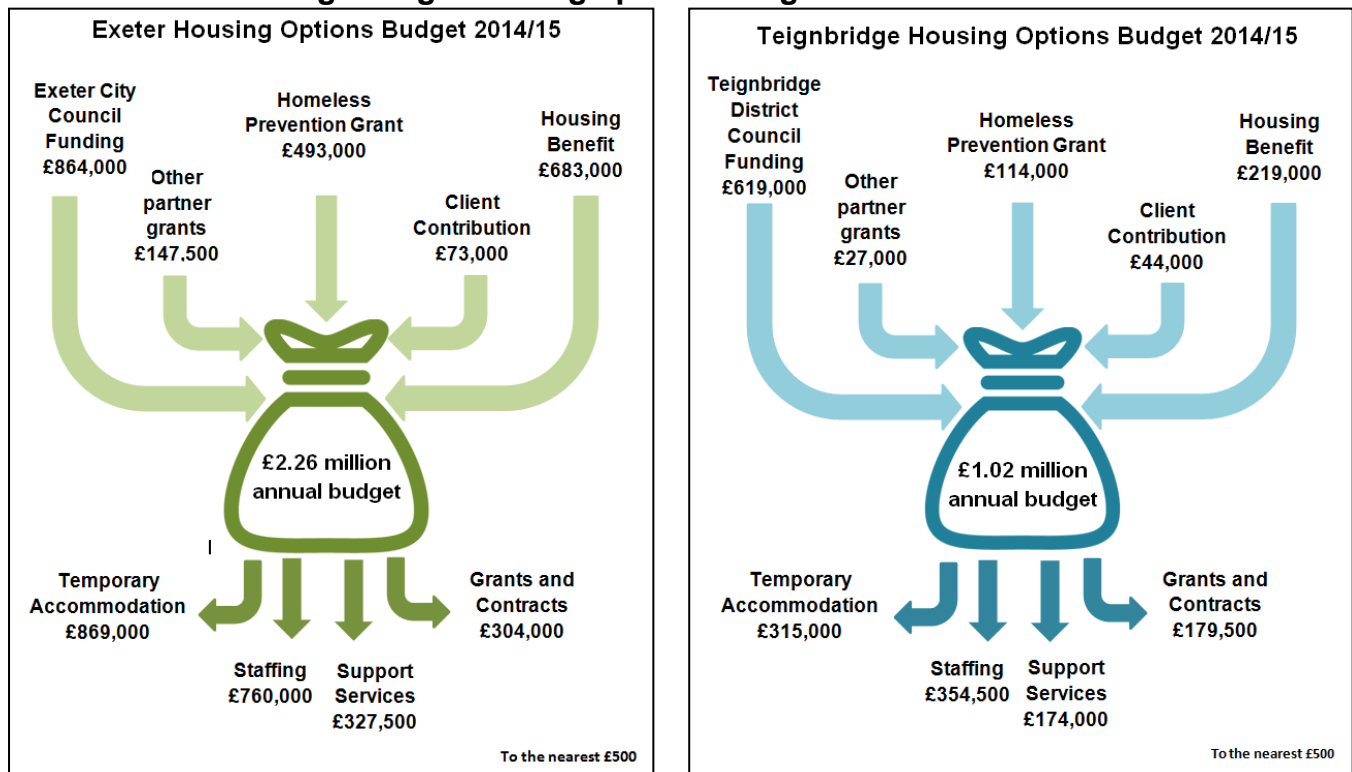 Exeter Housing Options Budget 2014/15
Exeter City
Council
Funding
£864,000
Other
partner
grants
£147,500
Homeless
Prevention Grant
£493,000
Client
Contribution
£73,000
Housing
Benefit
£683,000
£2.26 million
annual budget
Temporary
Accommodation
£869,000
Staffing
£760,000
Support
Services
£327,500
Grants and
Contracts
£304,000
To the nearest £500
Teignbridge Housing Options Budget 2014/15
Teignbridge
District
Council
Funding
£619,000
Other
partner
grants
£27,000
Homeless
Prevention Grant
£114,000
Client
Contribution
£44,000
Housing
Benefit
£219,000
£1.02 million
annual budget
Temporary
Accommodation
£315,000
Staffing
£354,500
Support
Services
£174,000
Grants and
Contracts
£179,500
To the nearest £500